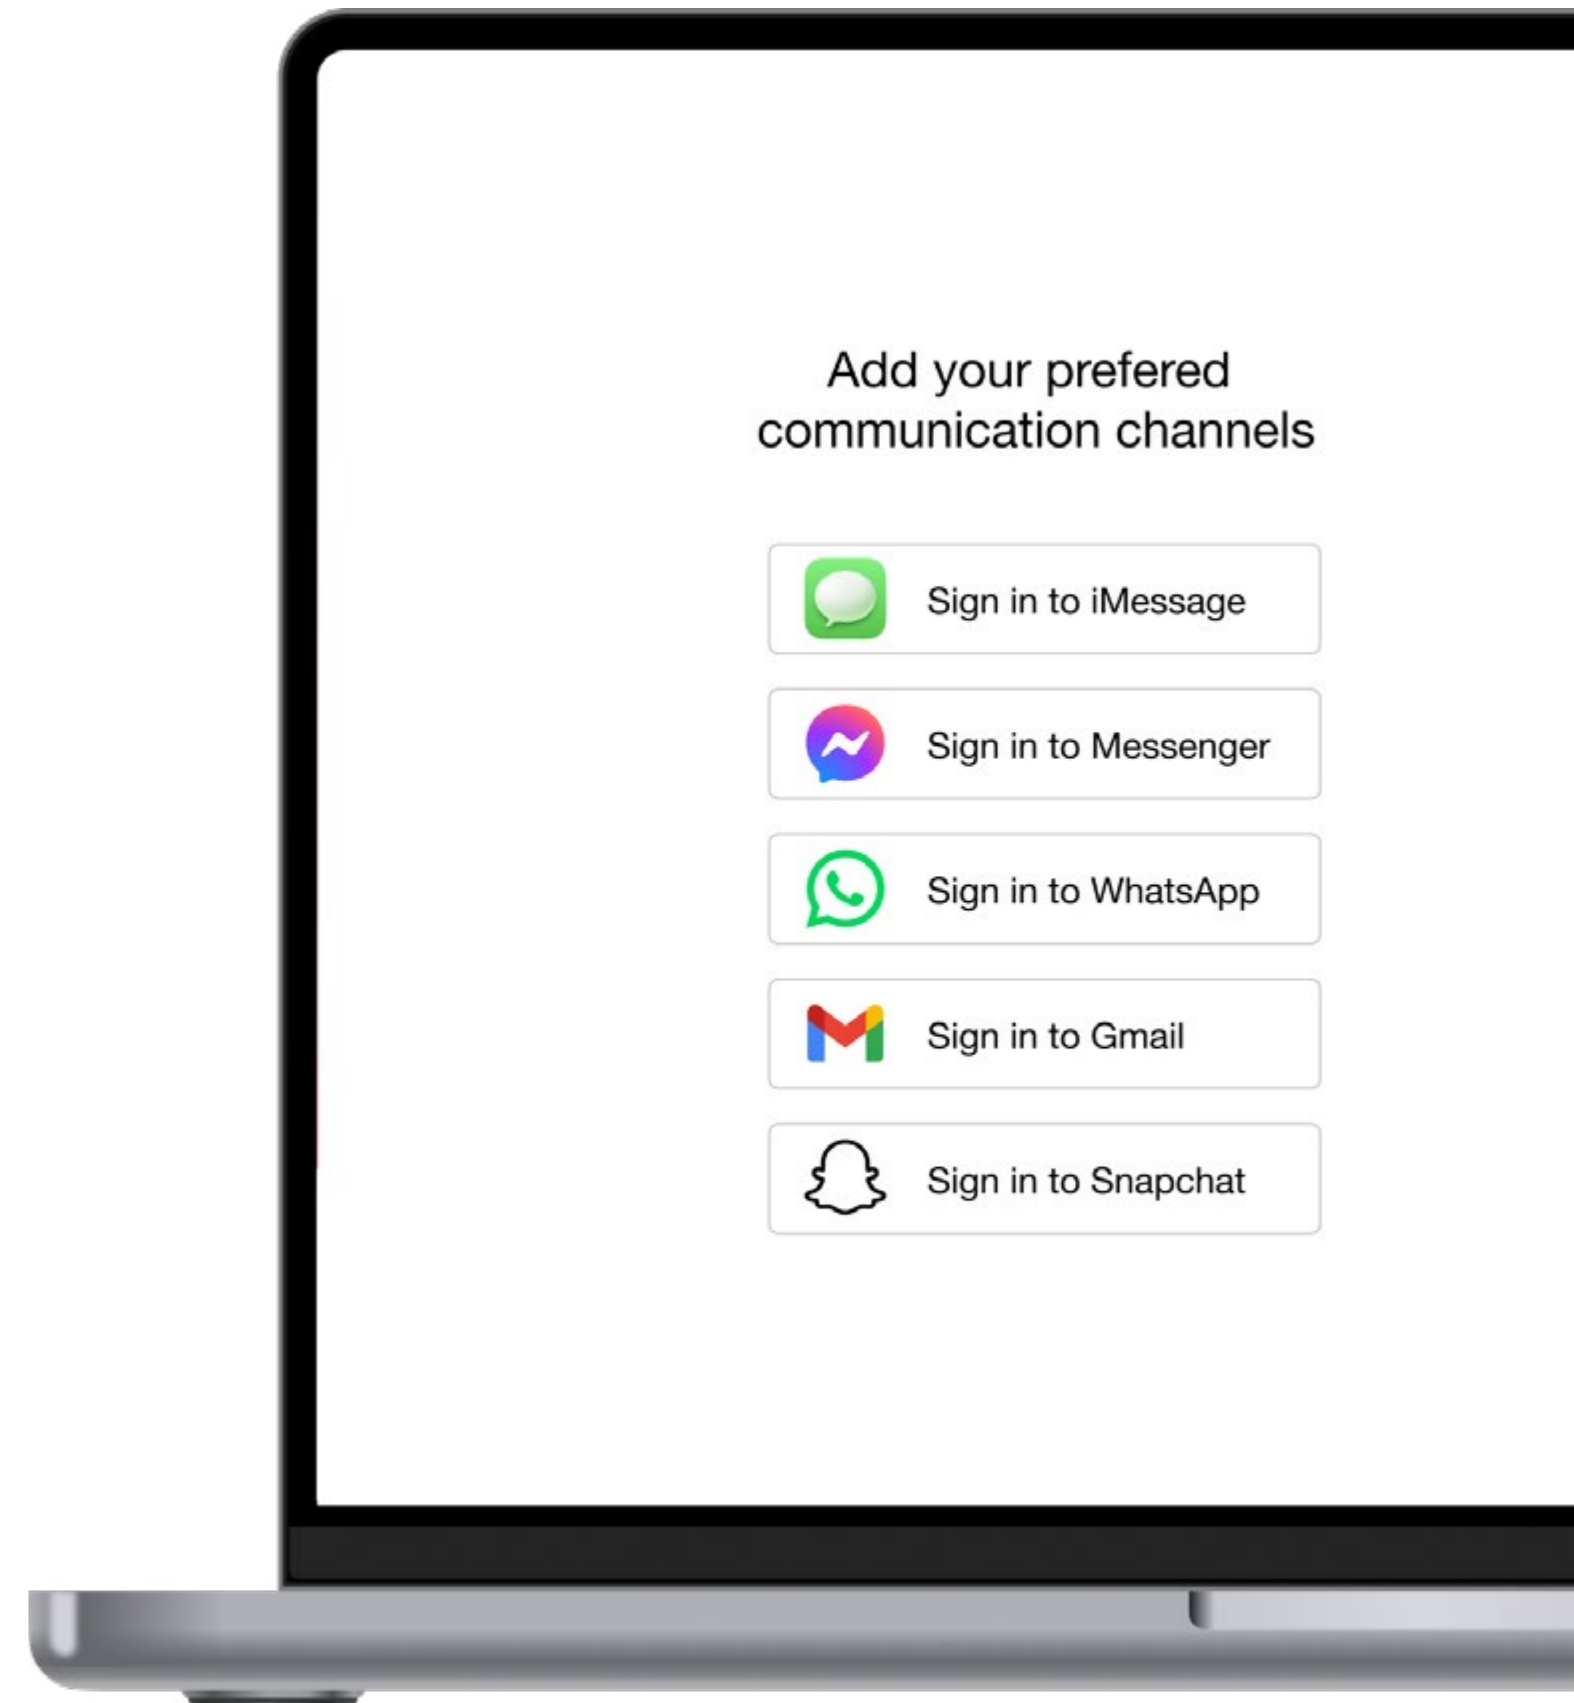 Add your prefered
communication channels
Sign in to iMessage
Sign in to Messenger
Sign in to WhatsApp
Sign in to Gmail
Sign in to Snapchat